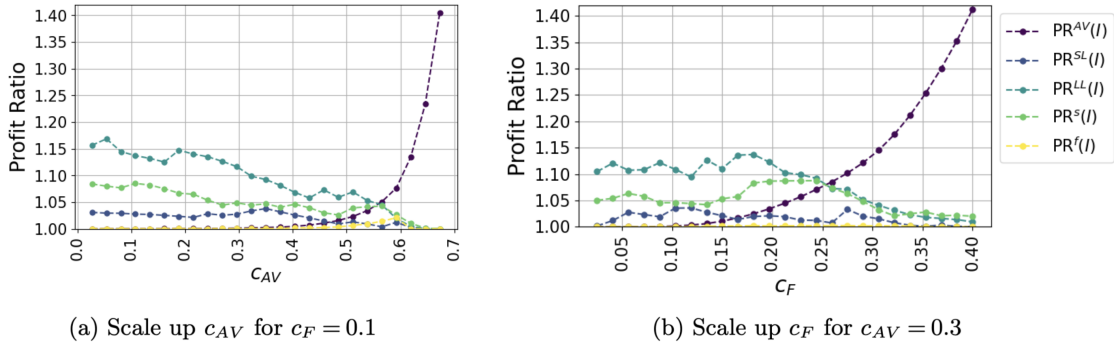 Profit Ratio
1.40
1.35
1.30
1.25
1.20
1.15
1.10
1.05
1.00
0.0 0.1 0.2 0.3 0.4 0.5 0.6 0.7
c_AV
(a) Scale up c_AV for c_F = 0.1
Profit Ratio
1.40
1.35
1.30
1.25
1.20
1.15
1.10
1.05
1.00
0.05 0.10 0.15 0.20 0.25 0.30 0.35 0.40
c_F
(b) Scale up c_F for c_AV = 0.3
PR^AV(I)
PR^SL(I)
PR^LL(I)
PR^s(I)
PR^f(I)